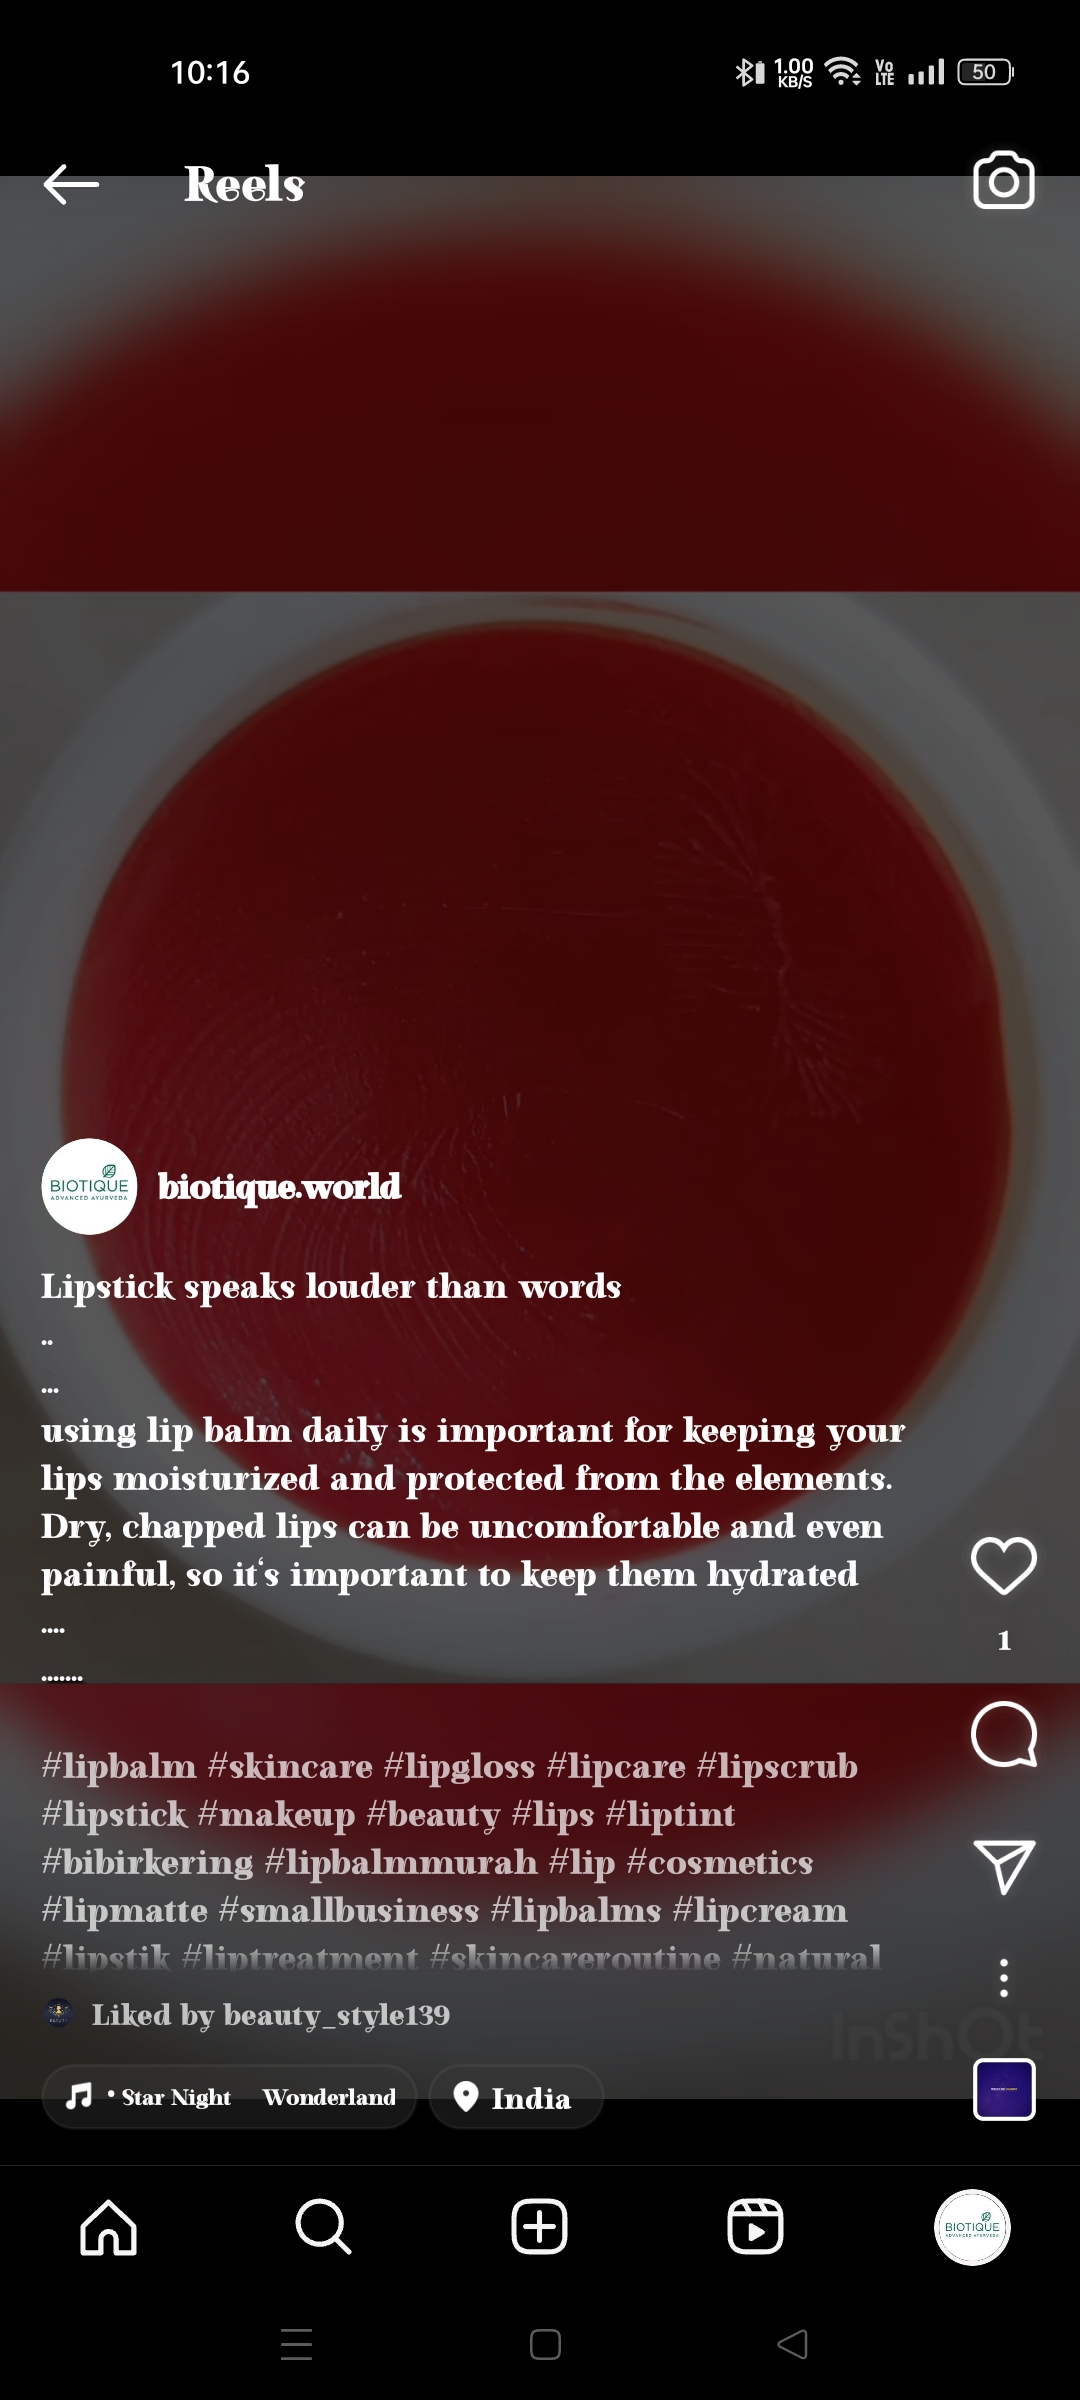 10:16
1.00
KB/S
Vo
LTE
50
Reels
BIOTIQUE
ADVANCED AYURVEDA
biotique.world
Lipstick speaks louder than words
..
...
using lip balm daily is important for keeping your
lips moisturized and protected from the elements.
Dry, chapped lips can be uncomfortable and even
painful, so it's important to keep them hydrated
....
.......
1
#lipbalm #skincare #lipgloss #lipcare #lipscrub
#lipstick #makeup #beauty #lips #liptint
#bibirkering #lipbalmmurah #lip #cosmetics
#lipmatte #smallbusiness #lipbalms #lipcream
#lipstik #liptreatment #skincareroutine #natural
Liked by beauty_style139
InShOt
• Star Night Wonderland
India
BIOTIQUE
ADVANCED AYURVEDA